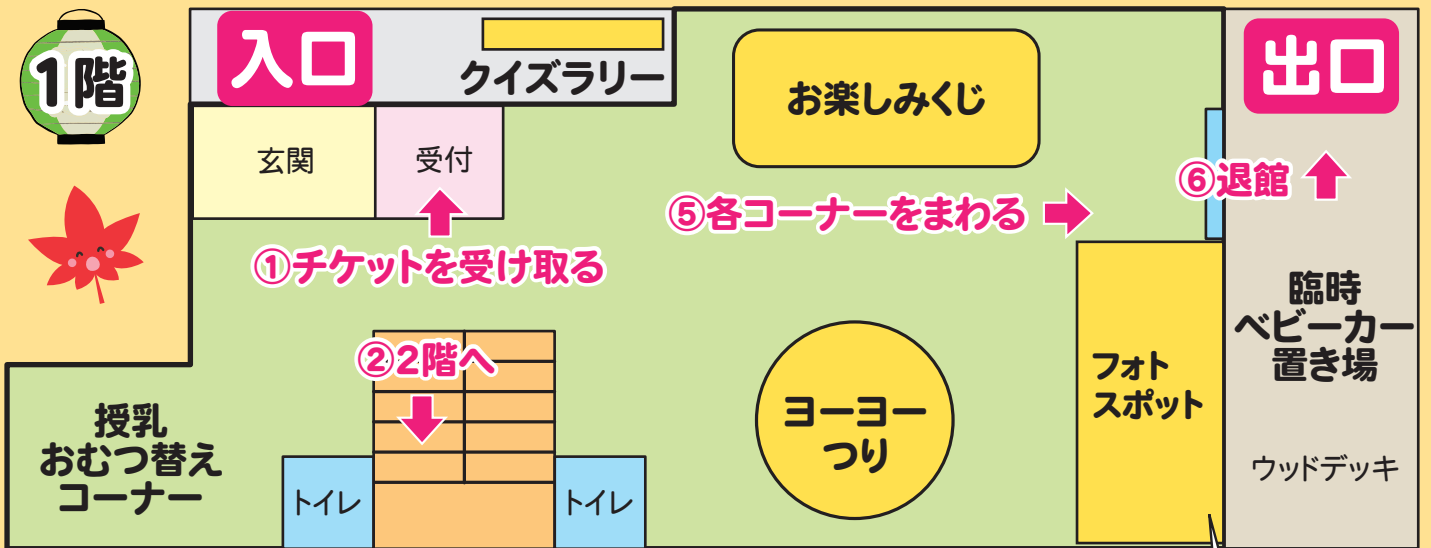 1階
入口
クイズラリー
お楽しみくじ
出口
玄関
受付
⑥退館
⑤各コーナーをまわる
①チケットを受け取る
臨時
ベビーカー
置き場
②2階へ
フォト
スポット
授乳
おむつ替え
コーナー
ヨーヨー
つり
ウッドデッキ
トイレ
トイレ